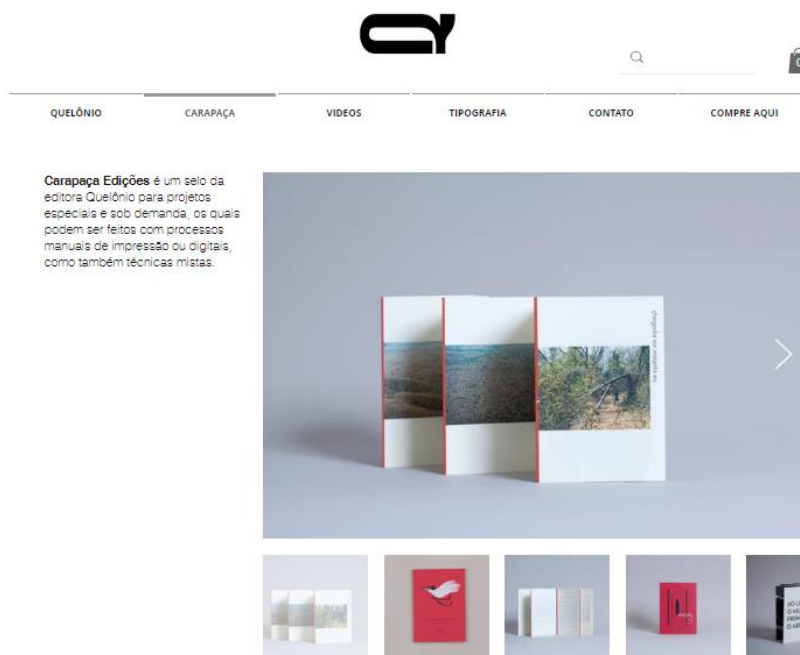 QUELÔNIO
CARAPAÇA
VIDEOS
TIPOGRAFIA
CONTATO
COMPRE AQUI
Carapaça Edições é um selo da
editora Quelônio para projetos
especiais e sob demanda, os quais
podem ser feitos com processos
manuais de impressão ou digitais,
como também técnicas mistas.